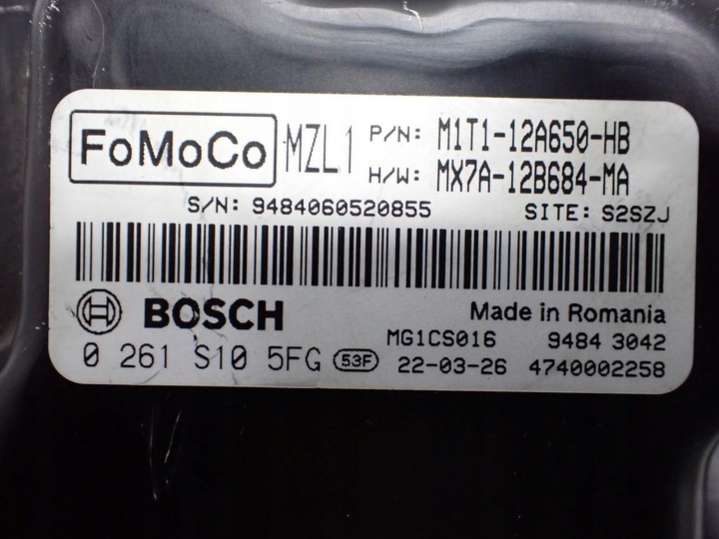 FoMoCo MZL1 P/N: M1T1-12A650-HB
H/W: MX7A-12B684-MA
S/N: 9484060520855 SITE: S2SZJ
BOSCH Made in Romania
MG1CS016 9484 3042
0 261 S10 5FG 53F 22-03-26 4740002258